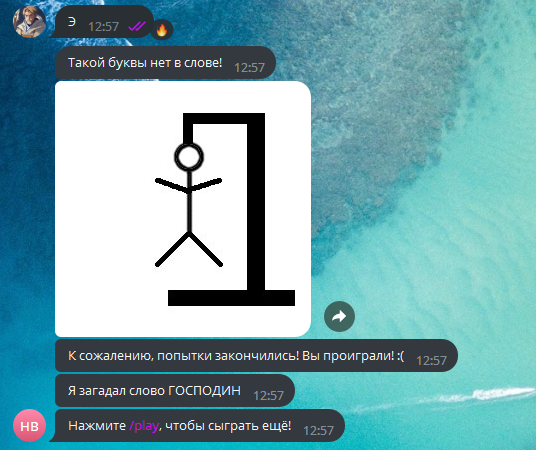 Э 12:57
Такой буквы нет в слове! 12:57
К сожалению, попытки закончились! Вы проиграли! :( 12:57
Я загадал слово ГОСПОДИН 12:57
НВ
Нажмите /play, чтобы сыграть ещё! 12:57